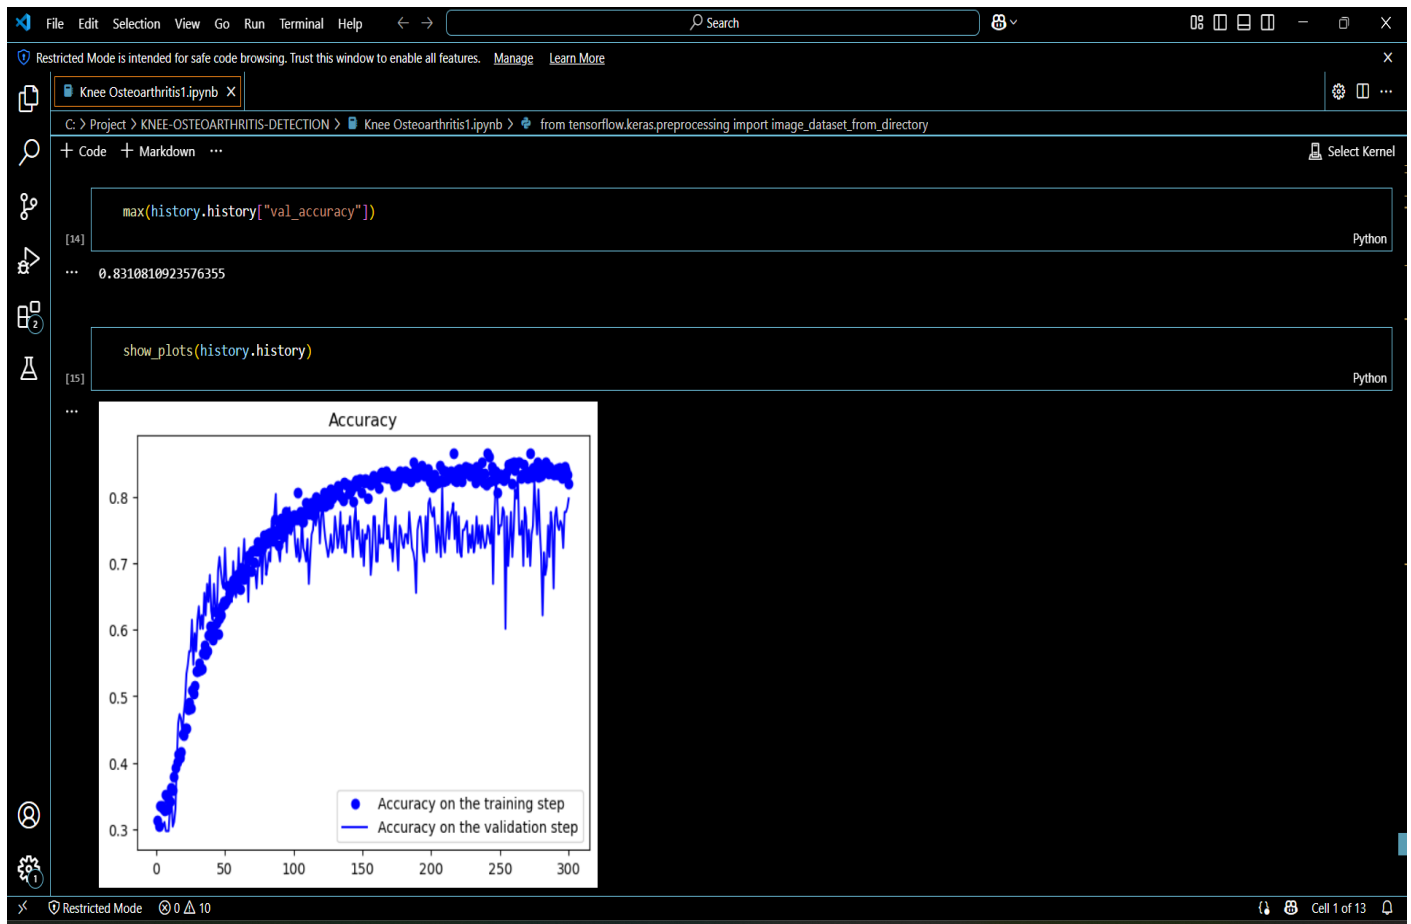 File Edit Selection View Go Run Terminal Help Search
Restricted Mode is intended for safe code browsing. Trust this window to enable all features. Manage Learn More
Knee Osteoarthritis1.ipynb
C: > Project > KNEE-OSTEOARTHRITIS-DETECTION > Knee Osteoarthritis1.ipynb > from tensorflow.keras.preprocessing import image_dataset_from_directory
+ Code + Markdown ... Select Kernel
max(history.history["val_accuracy"])
[14] Python
... 0.8310810923576355
2
show_plots(history.history)
[15] Python
...
Accuracy
0.8
0.7
0.6
0.5
0.4
0.3
Accuracy on the training step
Accuracy on the validation step
0 50 100 150 200 250 300
1
Restricted Mode 0 10 Cell 1 of 13